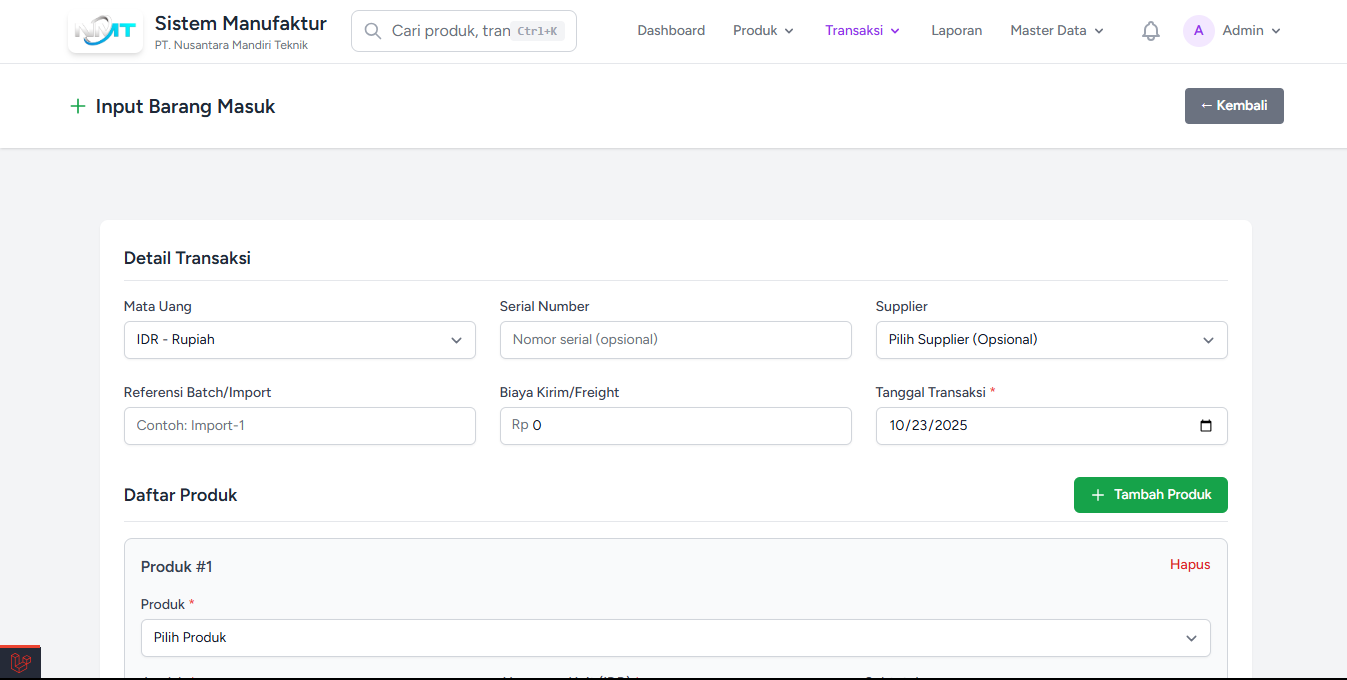 NMT
Sistem Manufaktur
PT. Nusantara Mandiri Teknik
Cari produk, tran Ctrl+K
Dashboard Produk Transaksi Laporan Master Data A Admin
+ Input Barang Masuk
← Kembali
Detail Transaksi
Mata Uang Serial Number Supplier
IDR - Rupiah Nomor serial (opsional) Pilih Supplier (Opsional)
Referensi Batch/Import Biaya Kirim/Freight Tanggal Transaksi *
Contoh: Import-1 Rp 0 10/23/2025
Daftar Produk + Tambah Produk
Produk #1 Hapus
Produk *
Pilih Produk